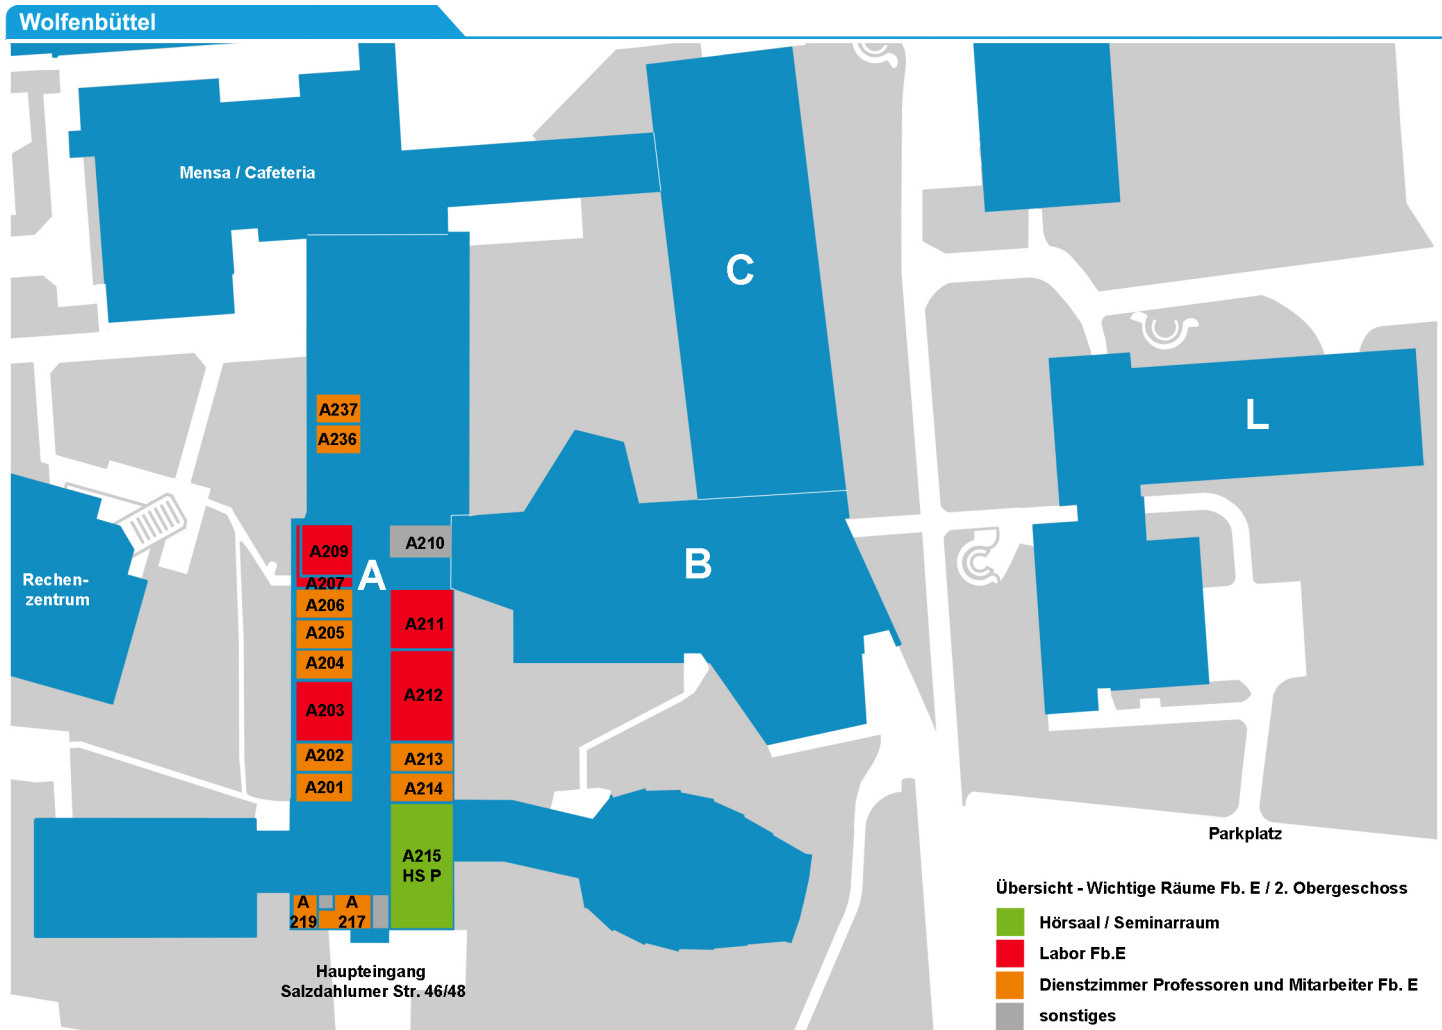 Wolfenbüttel
Mensa / Cafeteria
C
L
A237
A236
A209
A210
A207
A
B
Rechen-
zentrum
A206
A205
A204
A203
A202
A201
A211
A212
A213
A214
A215
HS P
A
219
A
217
Haupteingang
Salzdahlumer Str. 46/48
Parkplatz
Übersicht - Wichtige Räume Fb. E / 2. Obergeschoss
Hörsaal / Seminarraum
Labor Fb.E
Dienstzimmer Professoren und Mitarbeiter Fb. E
sonstiges